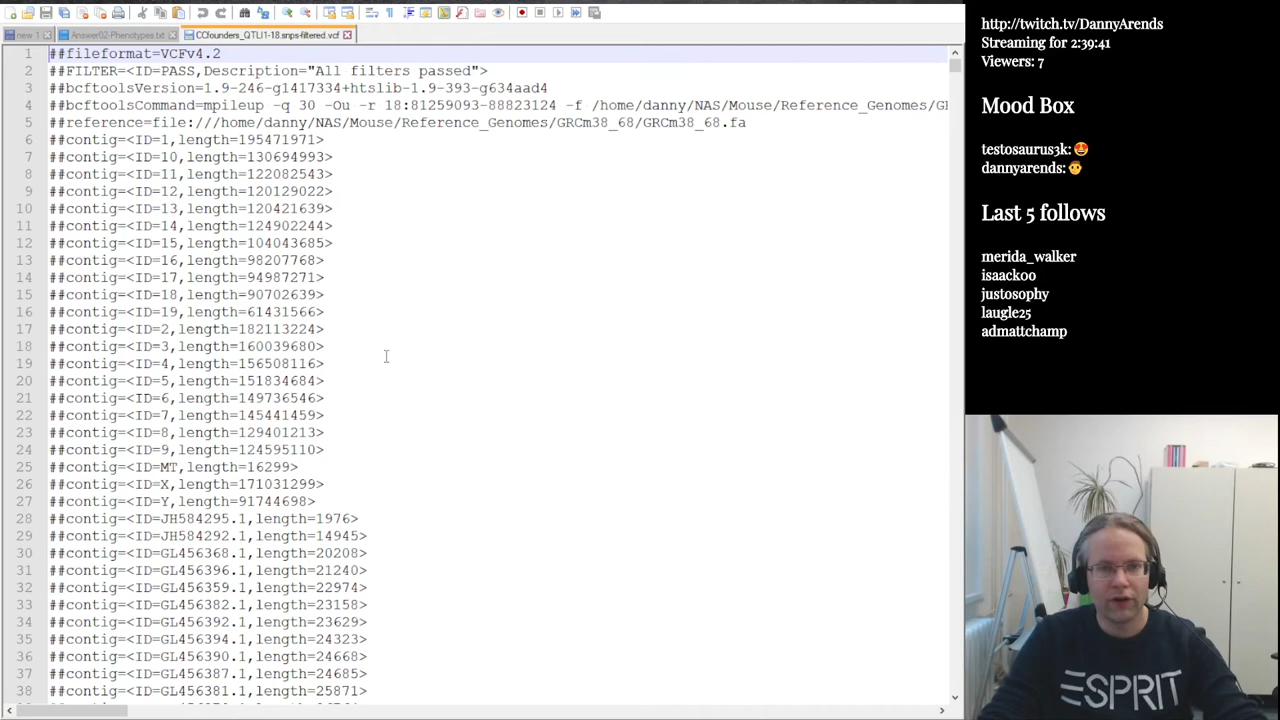 new 1
Answer02-Phenotypes.txt
CCfounders_QTLI1-18.snps-filtered.vcf
1 ##fileformat=VCFv4.2
2 ##FILTER=<ID=PASS,Description="All filters passed">
3 ##bcftoolsVersion=1.9-246-g1417334+htslib-1.9-393-g634aad4
4 ##bcftoolsCommand=mpileup -q 30 -Ou -r 18:81259093-88823124 -f /home/danny/NAS/Mouse/Reference_Genomes/GR
5 ##reference=file:///home/danny/NAS/Mouse/Reference_Genomes/GRCm38_68/GRCm38_68.fa
6 ##contig=<ID=1,length=195471971>
7 ##contig=<ID=10,length=130694993>
8 ##contig=<ID=11,length=122082543>
9 ##contig=<ID=12,length=120129022>
10 ##contig=<ID=13,length=120421639>
11 ##contig=<ID=14,length=124902244>
12 ##contig=<ID=15,length=104043685>
13 ##contig=<ID=16,length=98207768>
14 ##contig=<ID=17,length=94987271>
15 ##contig=<ID=18,length=90702639>
16 ##contig=<ID=19,length=61431566>
17 ##contig=<ID=2,length=182113224>
18 ##contig=<ID=3,length=160039680>
19 ##contig=<ID=4,length=156508116>
20 ##contig=<ID=5,length=151834684>
21 ##contig=<ID=6,length=149736546>
22 ##contig=<ID=7,length=145441459>
23 ##contig=<ID=8,length=129401213>
24 ##contig=<ID=9,length=124595110>
25 ##contig=<ID=MT,length=16299>
26 ##contig=<ID=X,length=171031299>
27 ##contig=<ID=Y,length=91744698>
28 ##contig=<ID=JH584295.1,length=1976>
29 ##contig=<ID=JH584292.1,length=14945>
30 ##contig=<ID=GL456368.1,length=20208>
31 ##contig=<ID=GL456396.1,length=21240>
32 ##contig=<ID=GL456359.1,length=22974>
33 ##contig=<ID=GL456382.1,length=23158>
34 ##contig=<ID=GL456392.1,length=23629>
35 ##contig=<ID=GL456394.1,length=24323>
36 ##contig=<ID=GL456390.1,length=24668>
37 ##contig=<ID=GL456387.1,length=24685>
38 ##contig=<ID=GL456381.1,length=25871>
http://twitch.tv/DannyArends
Streaming for 2:39:41
Viewers: 7
Mood Box
testosaurus3k: 😍
dannyarends: 👨
Last 5 follows
merida_walker
isaack00
justosophy
laugle25
admattchamp
ESPRIT